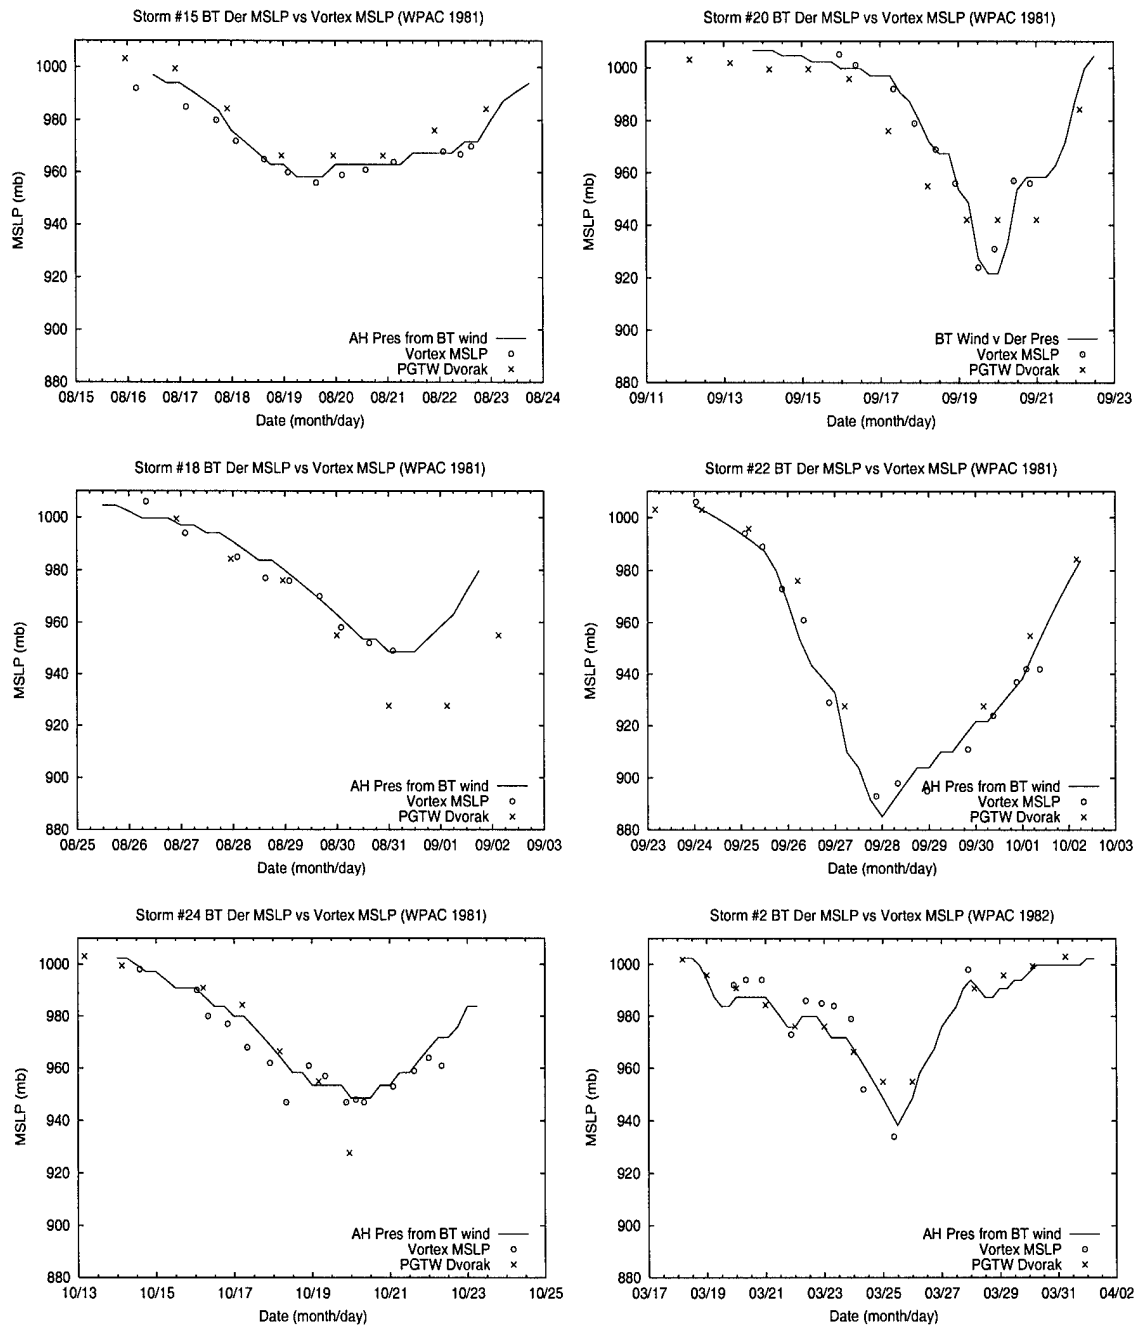 Storm #15 BT Der MSLP vs Vortex MSLP (WPAC 1981)
1000
980
960
940
920
900
880
MSLP (mb)
AH Pres from BT wind
Vortex MSLP
PGTW Dvorak
08/15 08/16 08/17 08/18 08/19 08/20 08/21 08/22 08/23 08/24
Date (month/day)
Storm #20 BT Der MSLP vs Vortex MSLP (WPAC 1981)
1000
980
960
940
920
900
880
MSLP (mb)
BT Wind v Der Pres
Vortex MSLP
PGTW Dvorak
09/11 09/13 09/15 09/17 09/19 09/21 09/23
Date (month/day)
Storm #18 BT Der MSLP vs Vortex MSLP (WPAC 1981)
1000
980
960
940
920
900
880
MSLP (mb)
AH Pres from BT wind
Vortex MSLP
PGTW Dvorak
08/25 08/26 08/27 08/28 08/29 08/30 08/31 09/01 09/02 09/03
Date (month/day)
Storm #22 BT Der MSLP vs Vortex MSLP (WPAC 1981)
1000
980
960
940
920
900
880
MSLP (mb)
AH Pres from BT wind
Vortex MSLP
PGTW Dvorak
09/23 09/24 09/25 09/26 09/27 09/28 09/29 09/30 10/01 10/02 10/03
Date (month/day)
Storm #24 BT Der MSLP vs Vortex MSLP (WPAC 1981)
1000
980
960
940
920
900
880
MSLP (mb)
AH Pres from BT wind
Vortex MSLP
PGTW Dvorak
10/13 10/15 10/17 10/19 10/21 10/23 10/25
Date (month/day)
Storm #2 BT Der MSLP vs Vortex MSLP (WPAC 1982)
1000
980
960
940
920
900
880
MSLP (mb)
AH Pres from BT wind
Vortex MSLP
PGTW Dvorak
03/17 03/19 03/21 03/23 03/25 03/27 03/29 03/31 04/02
Date (month/day)